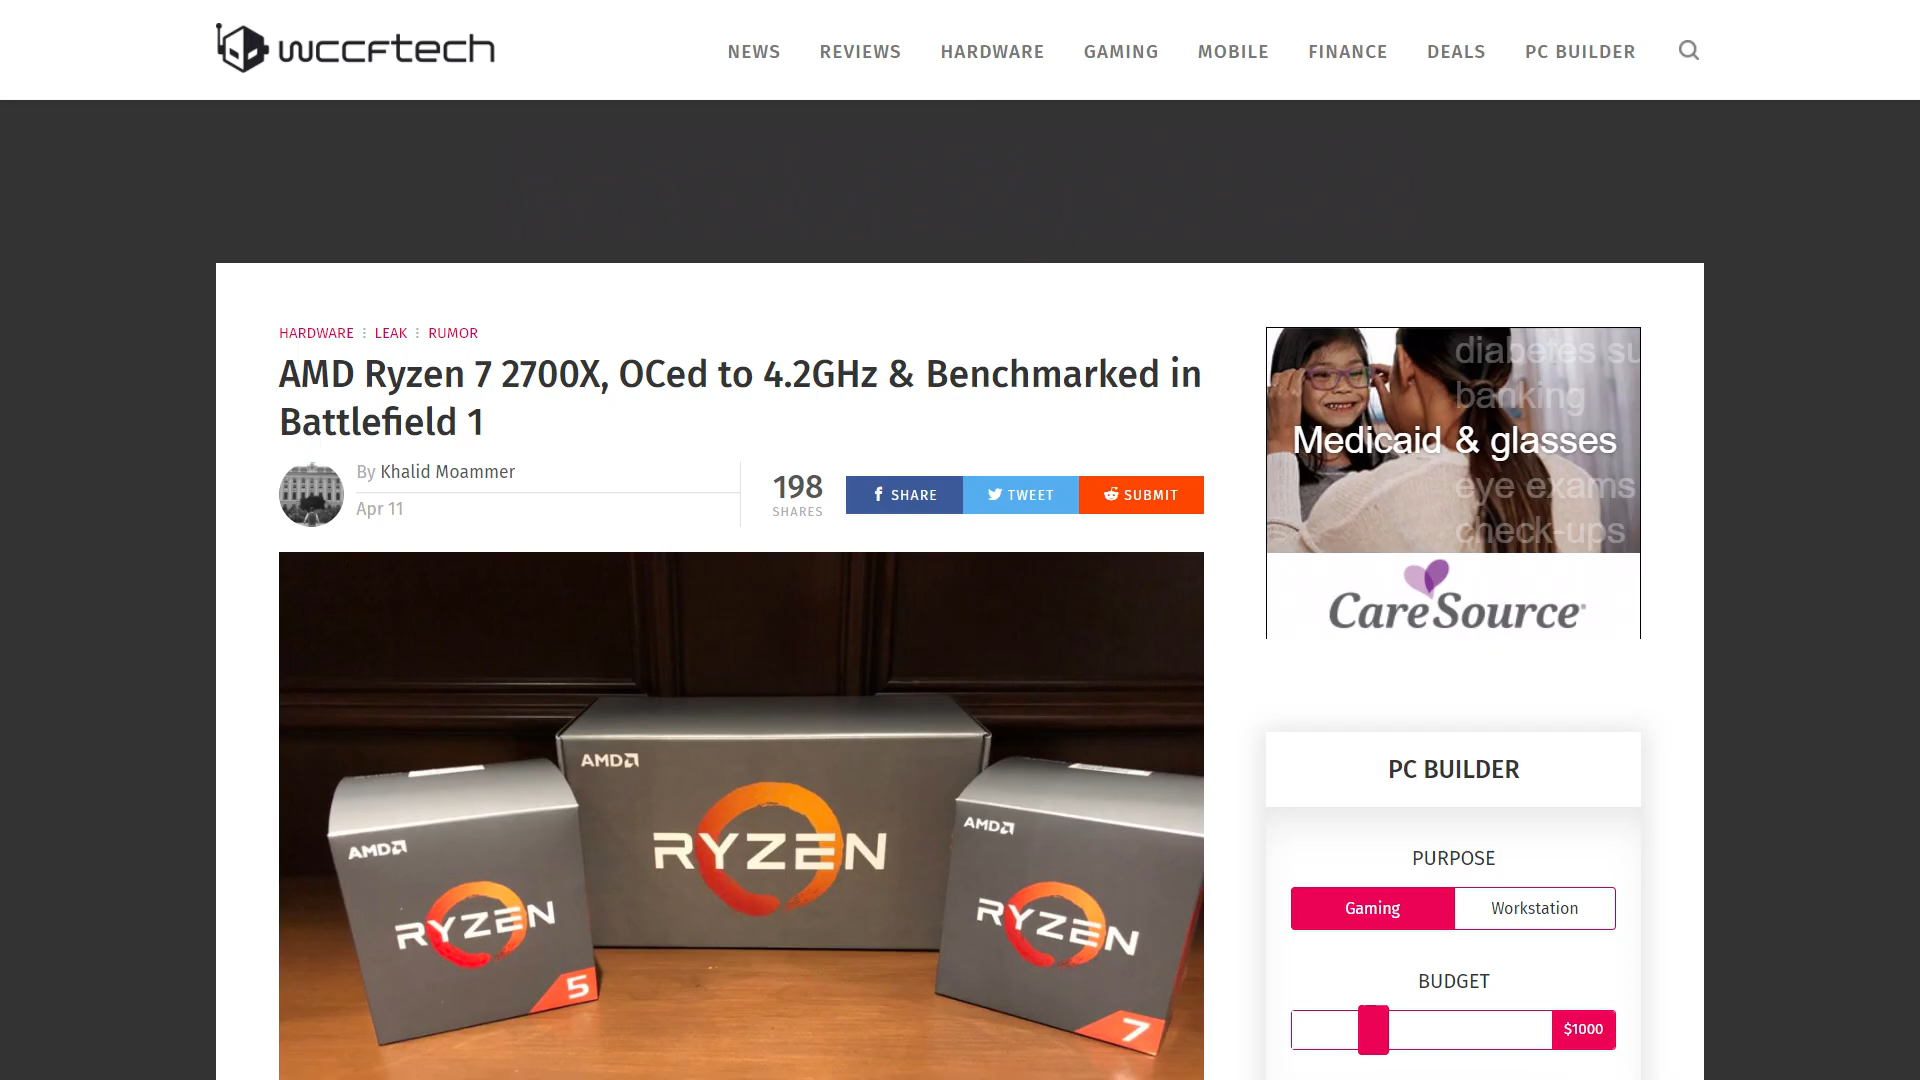 wccftech
NEWS REVIEWS HARDWARE GAMING MOBILE FINANCE DEALS PC BUILDER
HARDWARE LEAK RUMOR
AMD Ryzen 7 2700X, OCed to 4.2GHz & Benchmarked in
Battlefield 1
By Khalid Moammer
Apr 11
198
SHARES
SHARE
TWEET
SUBMIT
AMD
RYZEN
5
AMD
RYZEN
AMD
RYZEN
7
diabetes su
banking
Medicaid & glasses
eye exams
check-ups
CareSource®
PC BUILDER
PURPOSE
Gaming Workstation
BUDGET
$1000